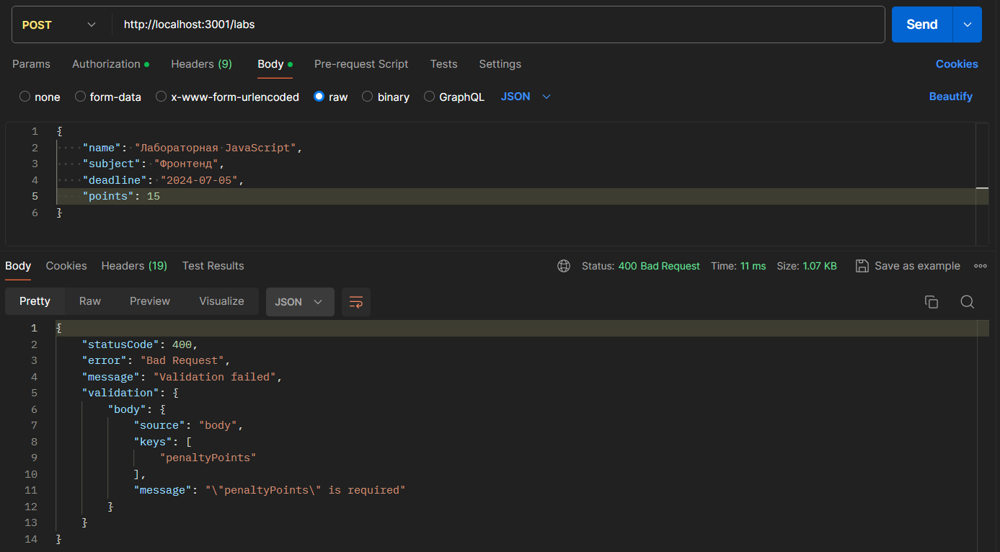 POST http://localhost:3001/labs Send
Params Authorization Headers (9) Body Pre-request Script Tests Settings Cookies
none form-data x-www-form-urlencoded raw binary GraphQL JSON Beautify
1 {
2 "name": "Лабораторная JavaScript",
3 "subject": "Фронтенд",
4 "deadline": "2024-07-05",
5 "points": 15
6 }
Body Cookies Headers (19) Test Results Status: 400 Bad Request Time: 11 ms Size: 1.07 KB Save as example
Pretty Raw Preview Visualize JSON
1 {
2 "statusCode": 400,
3 "error": "Bad Request",
4 "message": "Validation failed",
5 "validation": {
6 "body": {
7 "source": "body",
8 "keys": [
9 "penaltyPoints"
10 ],
11 "message": "\"penaltyPoints\" is required"
12 }
13 }
14 }